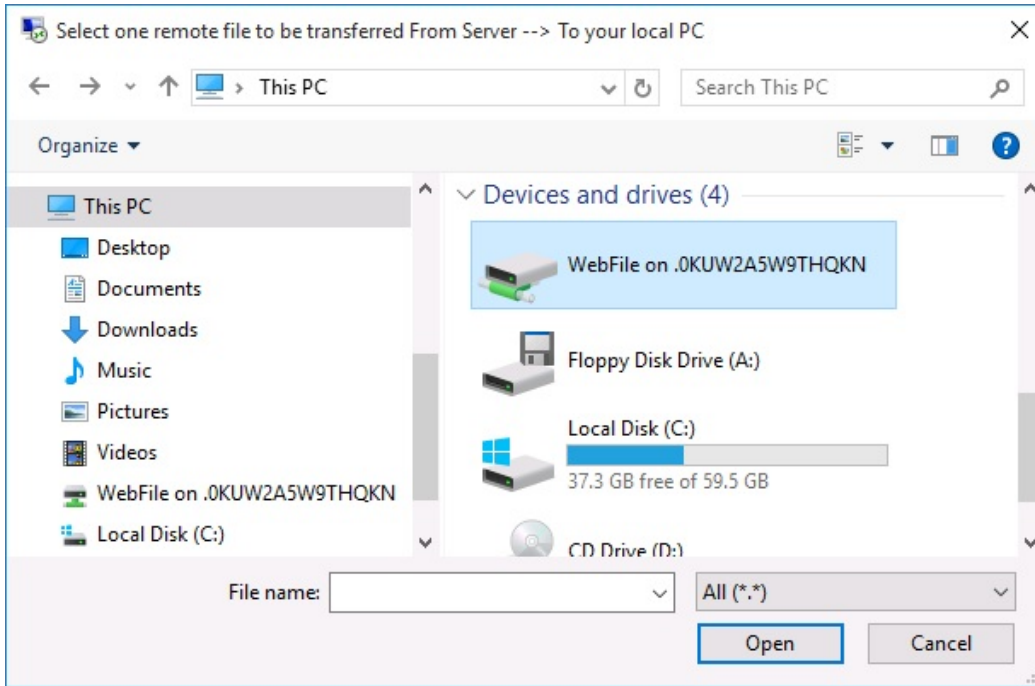 Select one remote file to be transferred From Server --> To your local PC
This PC
Search This PC
Organize
This PC
Desktop
Documents
Downloads
Music
Pictures
Videos
WebFile on .0KUW2A5W9THQKN
Local Disk (C:)
Devices and drives (4)
WebFile on .0KUW2A5W9THQKN
Floppy Disk Drive (A:)
Local Disk (C:)
37.3 GB free of 59.5 GB
CD Drive (D:)
File name:
All (*.*)
Open
Cancel